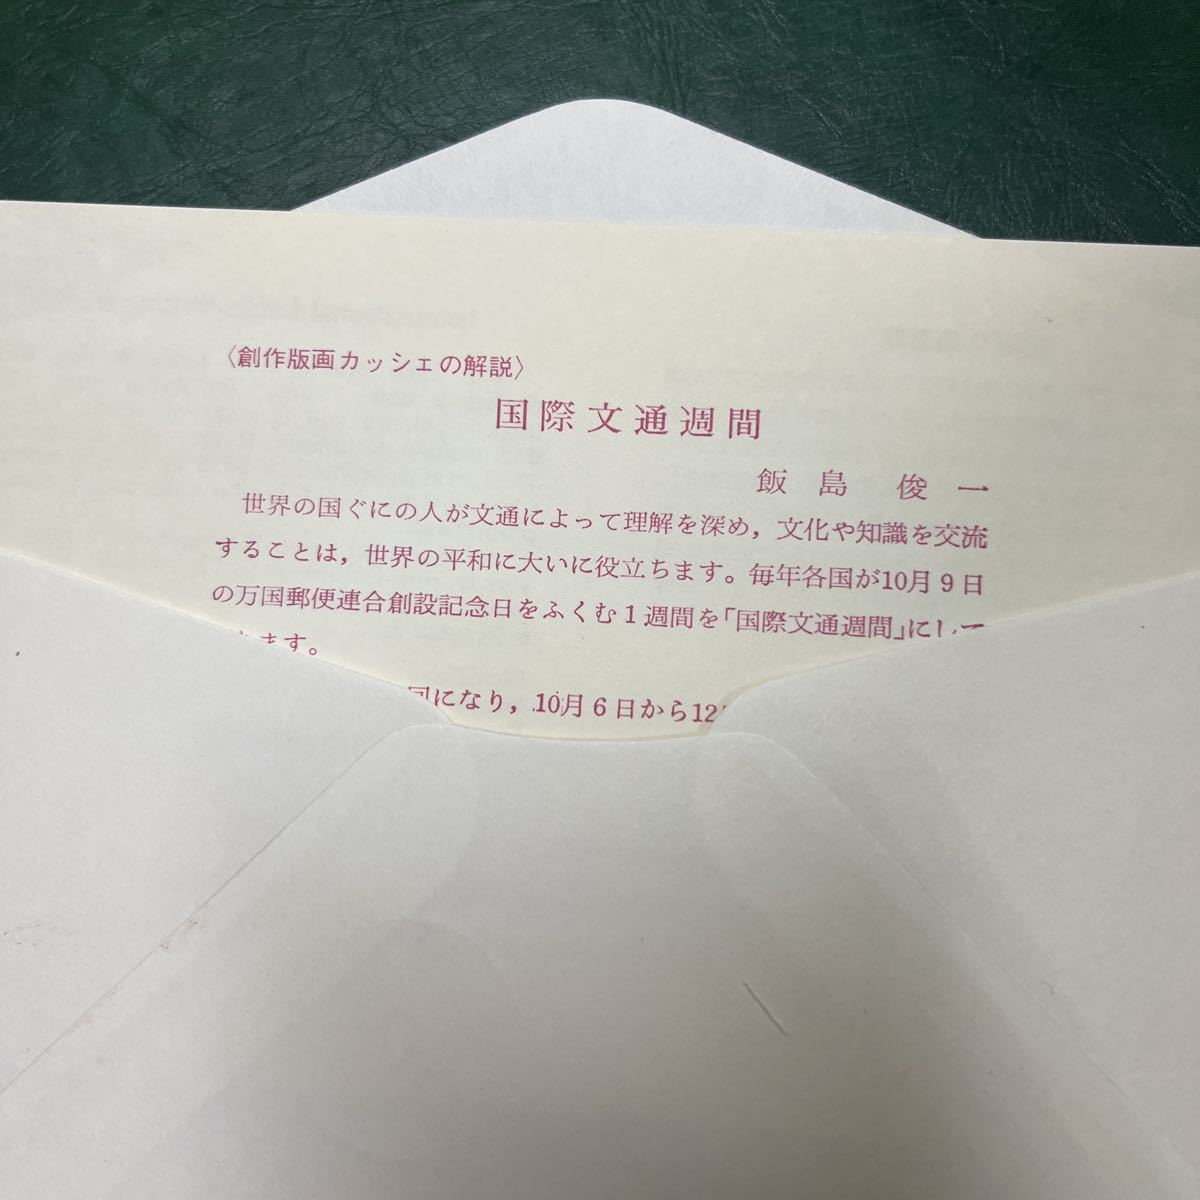 〈創作版画カッシェの解説〉
国際文通週間
飯島 俊一
世界の国ぐにの人が文通によって理解を深め，文化や知識を交流
することは，世界の平和に大いに役立ちます。毎年各国が10月9日
の万国郵便連合創設記念日をふくむ1週間を「国際文通週間」にして
ます。
回になり，10月6日から12